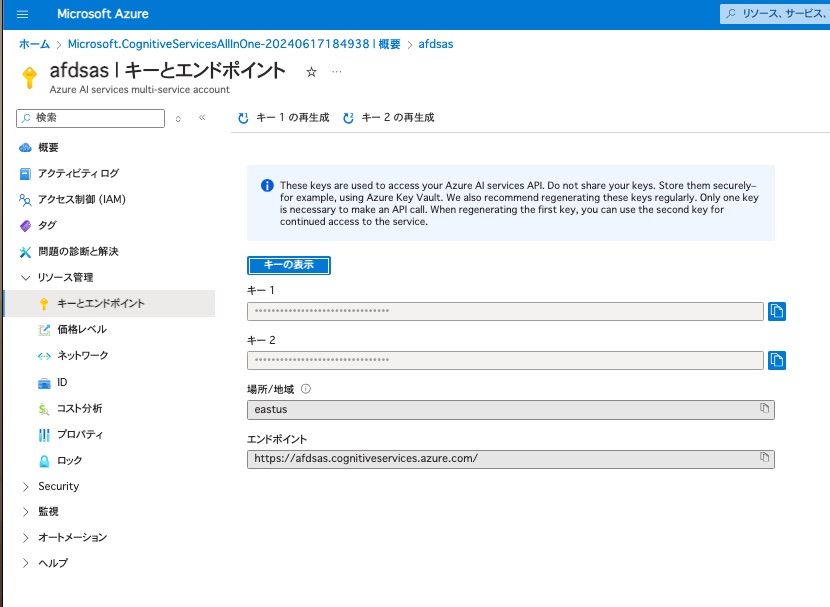 Microsoft Azure
リソース、サービス、
ホーム > Microsoft.CognitiveServicesAllInOne-20240617184938 | 概要 > afdsas
afdsas | キーとエンドポイント ☆ …
Azure AI services multi-service account
検索
キー 1 の再生成 キー 2 の再生成
概要
アクティビティ ログ
アクセス制御 (IAM)
タグ
問題の診断と解決
リソース管理
キーとエンドポイント
価格レベル
ネットワーク
ID
コスト分析
プロパティ
ロック
Security
監視
オートメーション
ヘルプ
These keys are used to access your Azure AI services API. Do not share your keys. Store them securely–
for example, using Azure Key Vault. We also recommend regenerating these keys regularly. Only one key
is necessary to make an API call. When regenerating the first key, you can use the second key for
continued access to the service.
キーの表示
キー 1
キー 2
場所/地域
eastus
エンドポイント
https://afdsas.cognitiveservices.azure.com/